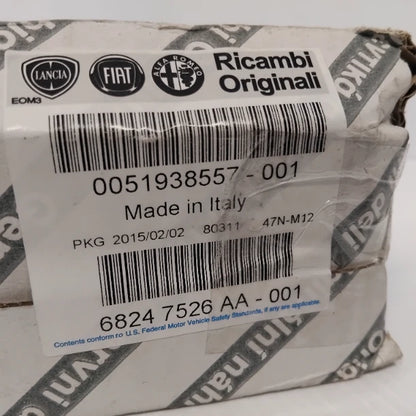 LANCIA
FIAT
ALFA ROMEO
Ricambi
Originali
EOM3
0051938557-001
Made in Italy
PKG 2015/02/02 80311 47N-M12
6824 7526 AA-001
Contents conform to U.S. Federal Motor Vehicle Safety Standards, if any are applicable.